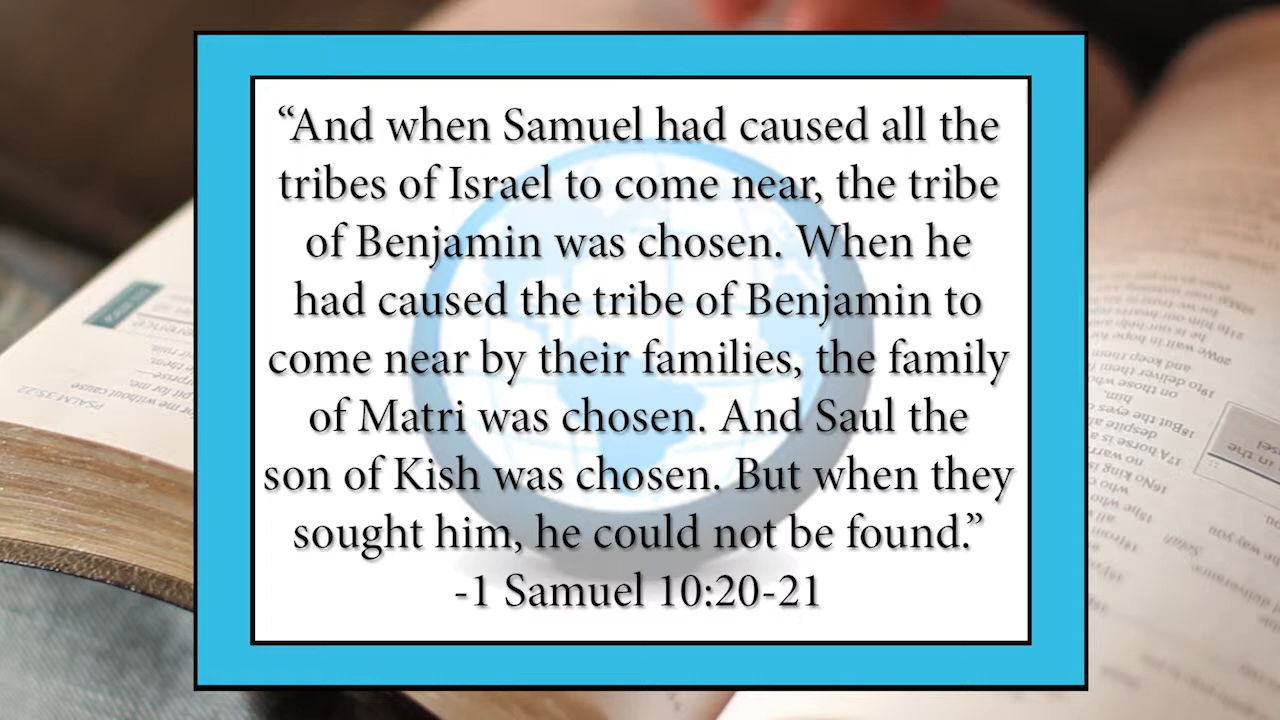 “And when Samuel had caused all the
tribes of Israel to come near, the tribe
of Benjamin was chosen. When he
had caused the tribe of Benjamin to
come near by their families, the family
of Matri was chosen. And Saul the
son of Kish was chosen. But when they
sought him, he could not be found.”
-1 Samuel 10:20-21
PSALM 35:22